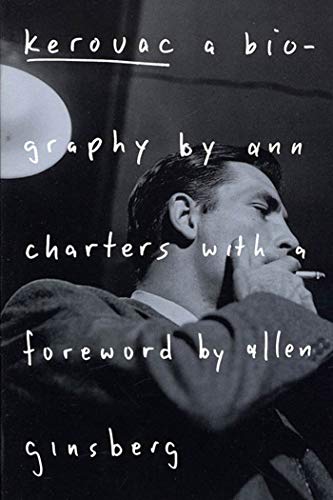 kerouac a bio-
graphy by ann
charters with a
foreword by allen
ginsberg